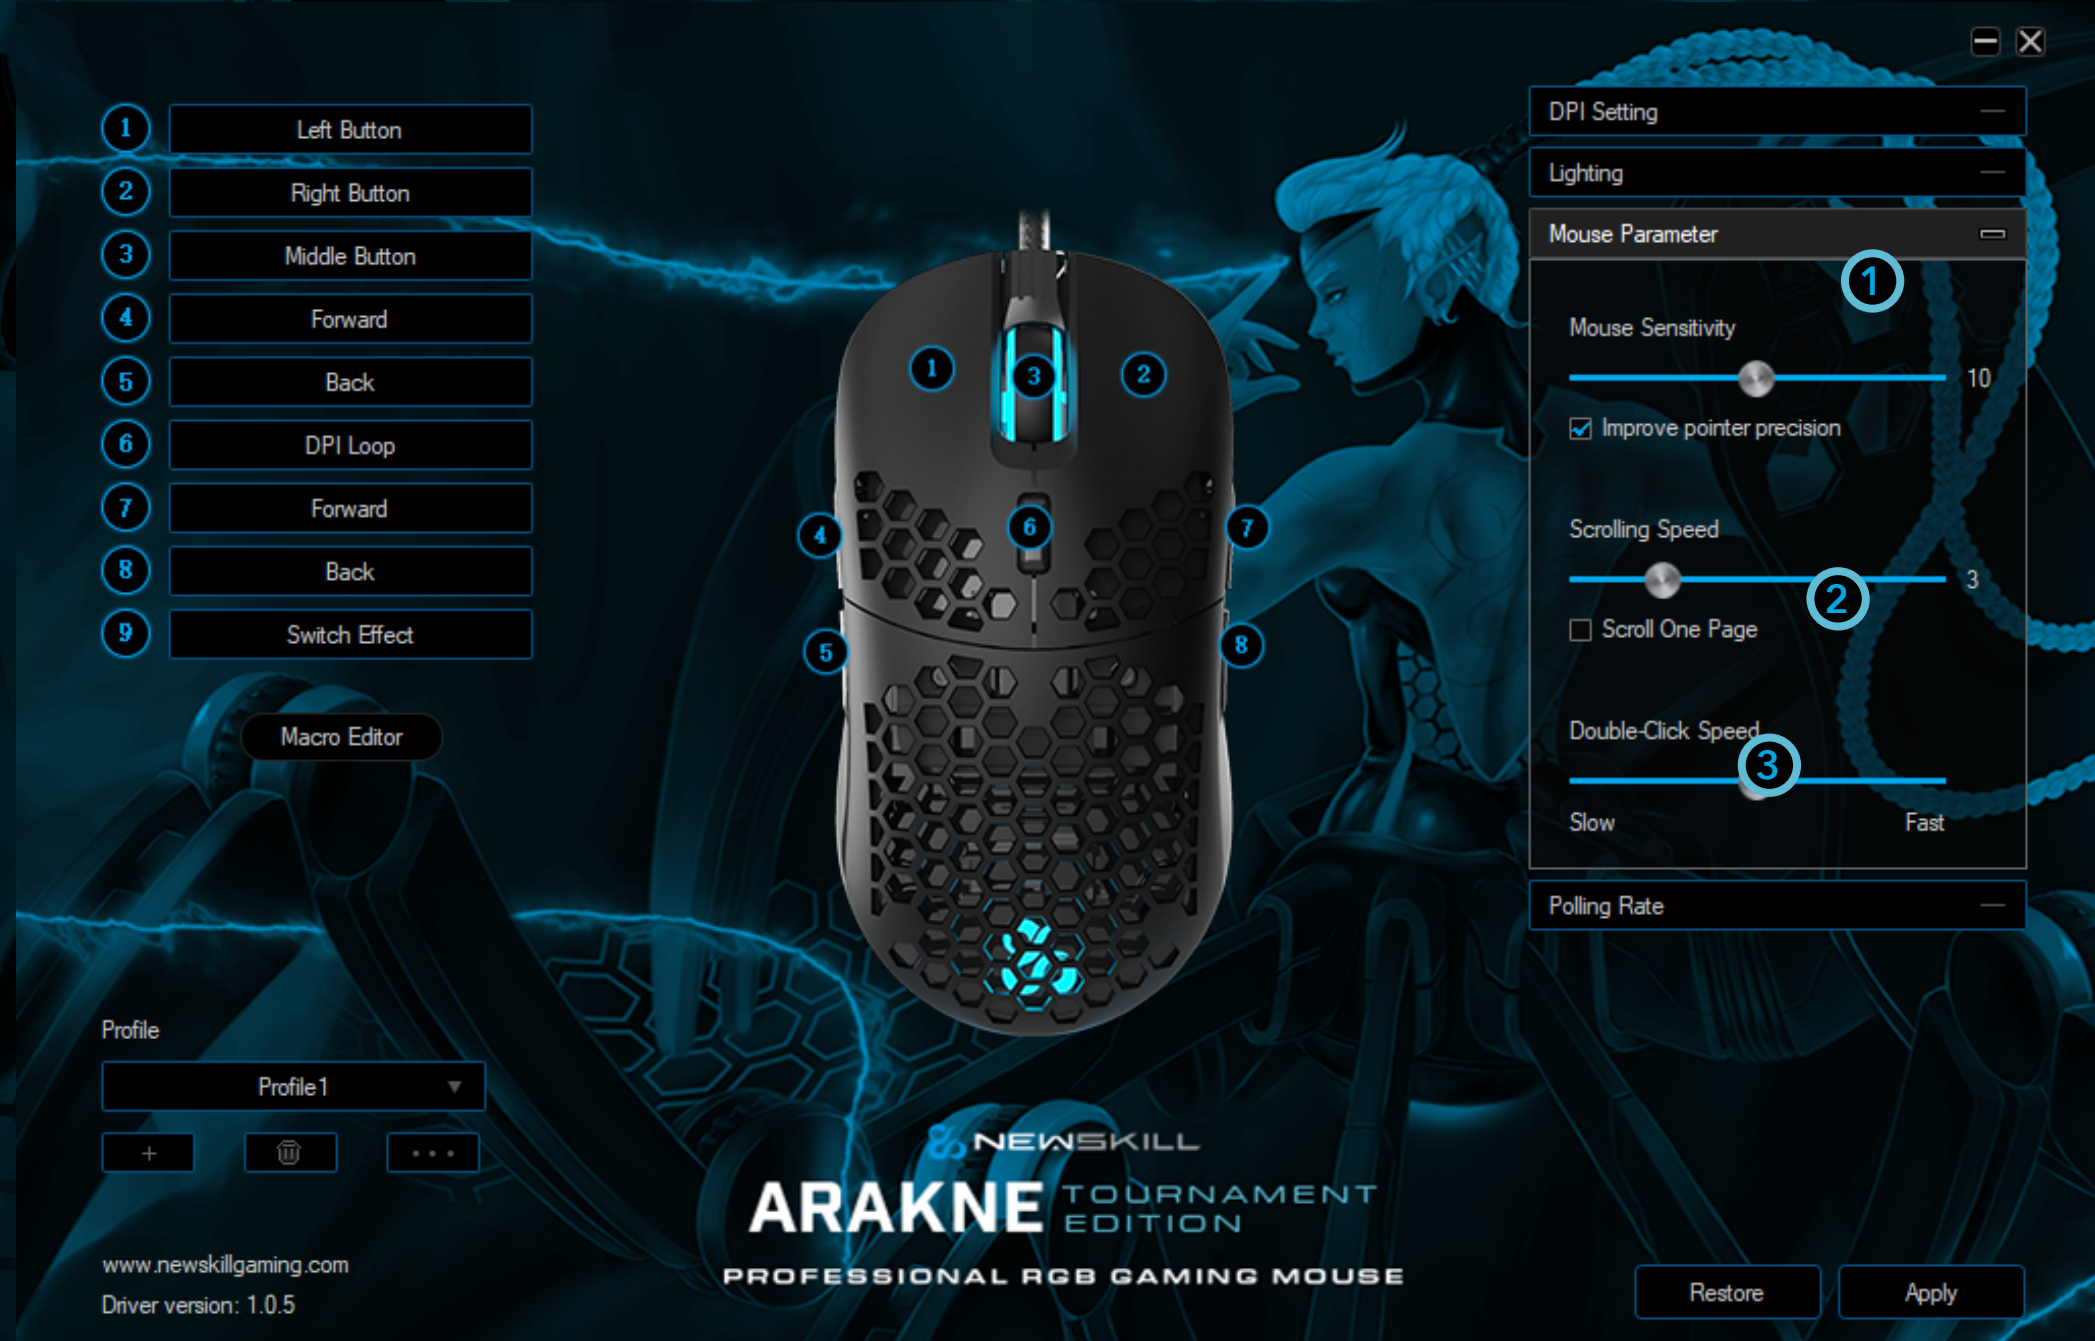 1 Left Button
2 Right Button
3 Middle Button
4 Forward
5 Back
6 DPI Loop
7 Forward
8 Back
9 Switch Effect
Macro Editor
Profile
Profile1
+
...
www.newskillgaming.com
Driver version: 1.0.5
1
3
2
4
6
7
5
8
NEWSKILL
ARAKNE TOURNAMENT EDITION
PROFESSIONAL RGB GAMING MOUSE
DPI Setting
Lighting
Mouse Parameter
1
Mouse Sensitivity
10
Improve pointer precision
Scrolling Speed
3
2
Scroll One Page
Double-Click Speed
3
Slow Fast
Polling Rate
Restore Apply